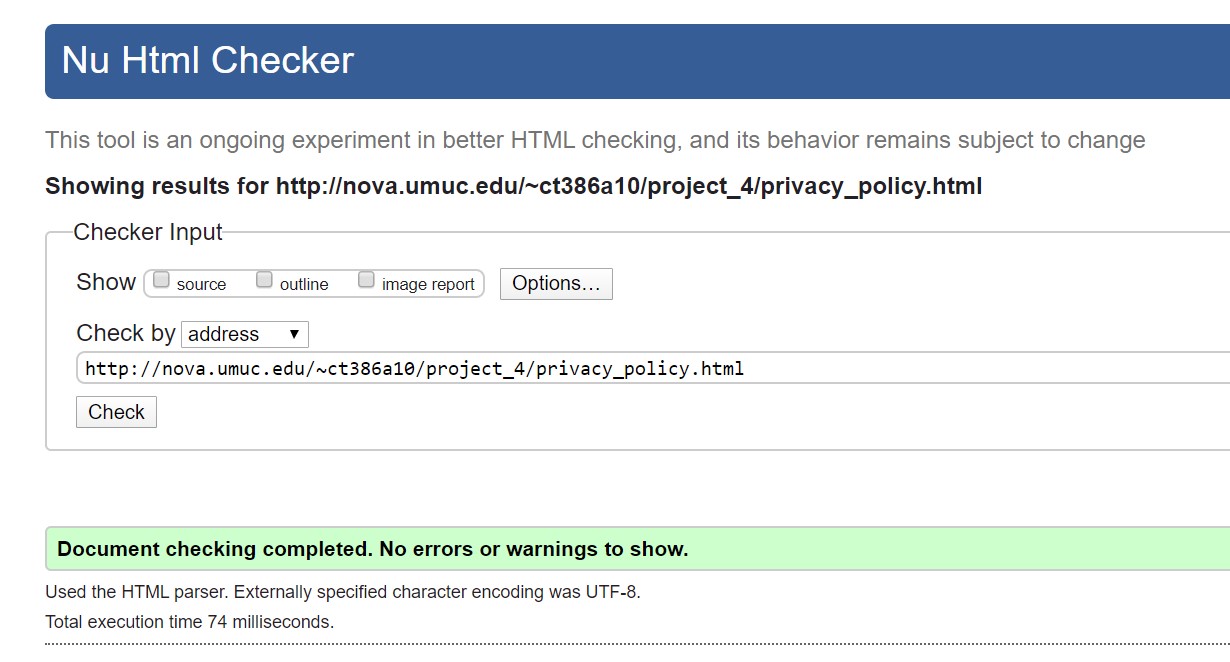 Nu Html Checker
This tool is an ongoing experiment in better HTML checking, and its behavior remains subject to change
Showing results for http://nova.umuc.edu/~ct386a10/project_4/privacy_policy.html
Checker Input
Show source outline image report Options...
Check by address
http://nova.umuc.edu/~ct386a10/project_4/privacy_policy.html
Check
Document checking completed. No errors or warnings to show.
Used the HTML parser. Externally specified character encoding was UTF-8.
Total execution time 74 milliseconds.